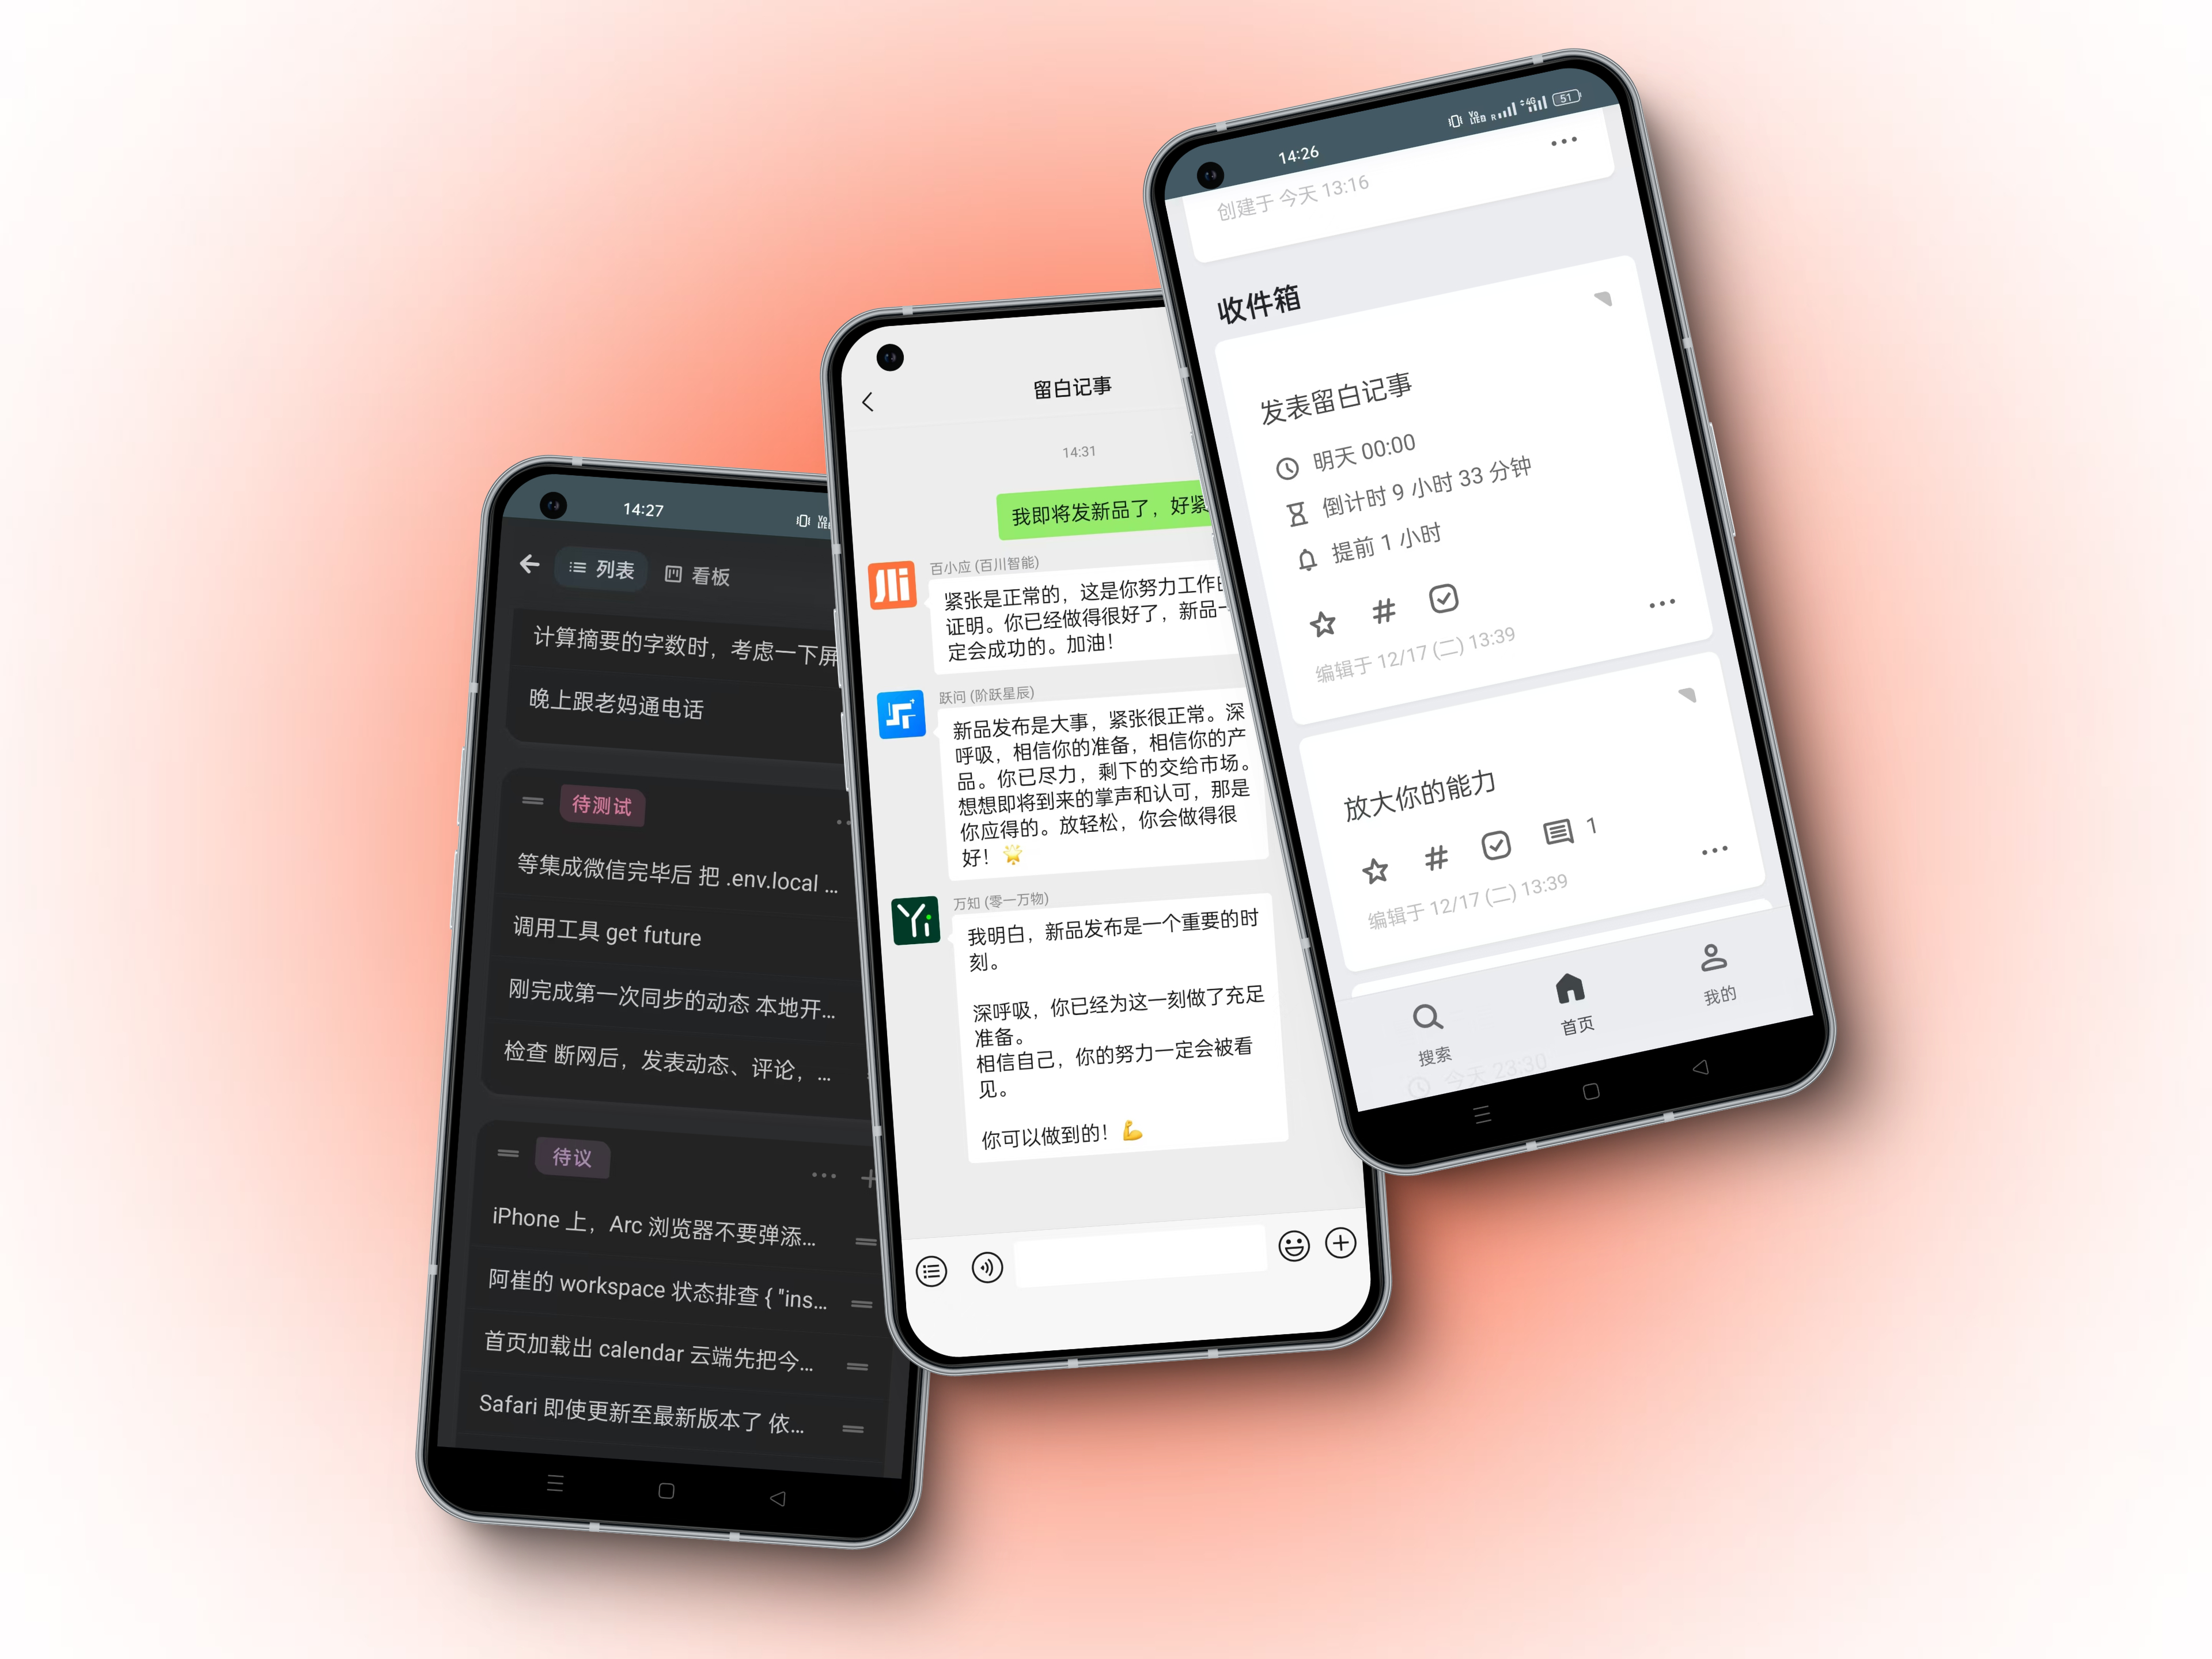 14:27
列表
看板
计算摘要的字数时，考虑一下屏
晚上跟老妈通电话
待测试
等集成微信完毕后 把 .env.local ...
调用工具 get future
刚完成第一次同步的动态 本地开...
检查 断网后，发表动态、评论，...
待议
iPhone 上，Arc 浏览器不要弹添...
阿崔的 workspace 状态排查 { "ins...
首页加载出 calendar 云端先把今...
Safari 即使更新至最新版本了 依...
留白记事
14:31
我即将发新品了，好紧
百小应 (百川智能)
紧张是正常的，这是你努力工作的
证明。你已经做得很好了，新品一
定会成功的。加油！
跃问 (阶跃星辰)
新品发布是大事，紧张很正常。深
呼吸，相信你的准备，相信你的产
品。你已尽力，剩下的交给市场。
想想即将到来的掌声和认可，那是
你应得的。放轻松，你会做得很
好！🌟
万知 (零一万物)
我明白，新品发布是一个重要的时
刻。
深呼吸，你已经为这一刻做了充足
准备。
相信自己，你的努力一定会被看
见。
你可以做到的！💪
14:26
Vo LTE R 4G 51
创建于 今天 13:16
收件箱
发表留白记事
明天 00:00
倒计时 9 小时 33 分钟
提前 1 小时
编辑于 12/17 (二) 13:39
放大你的能力
1
编辑于 12/17 (二) 13:39
今天 23:30
搜索
首页
我的